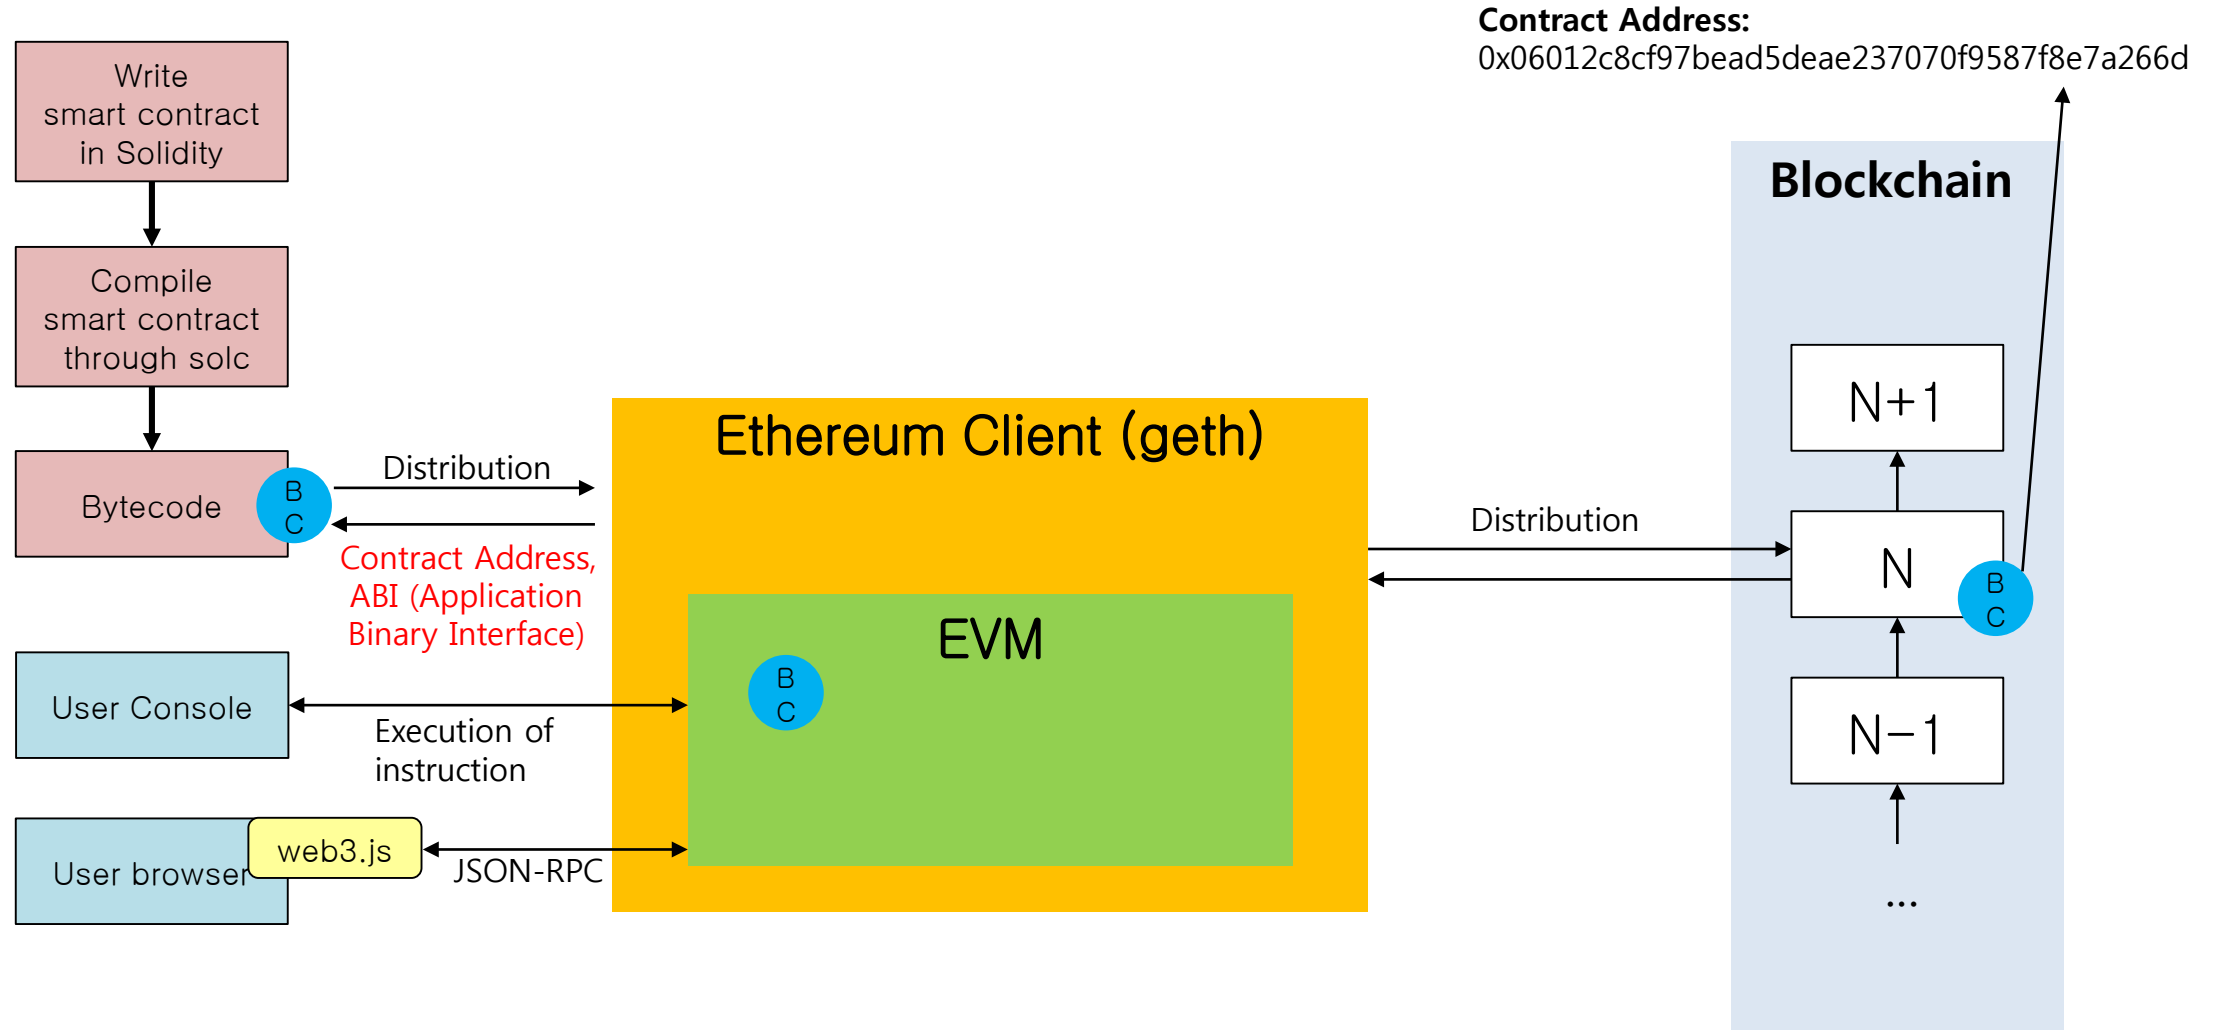 Contract Address:
0x06012c8cf97bead5deae237070f9587f8e7a266d
Write
smart contract
in Solidity
Compile
smart contract
through solc
Bytecode
B
C
Distribution
Contract Address,
ABI (Application
Binary Interface)
User Console
Execution of
instruction
User browser
web3.js
JSON-RPC
Ethereum Client (geth)
EVM
B
C
Distribution
Blockchain
N+1
N
B
C
N-1
...